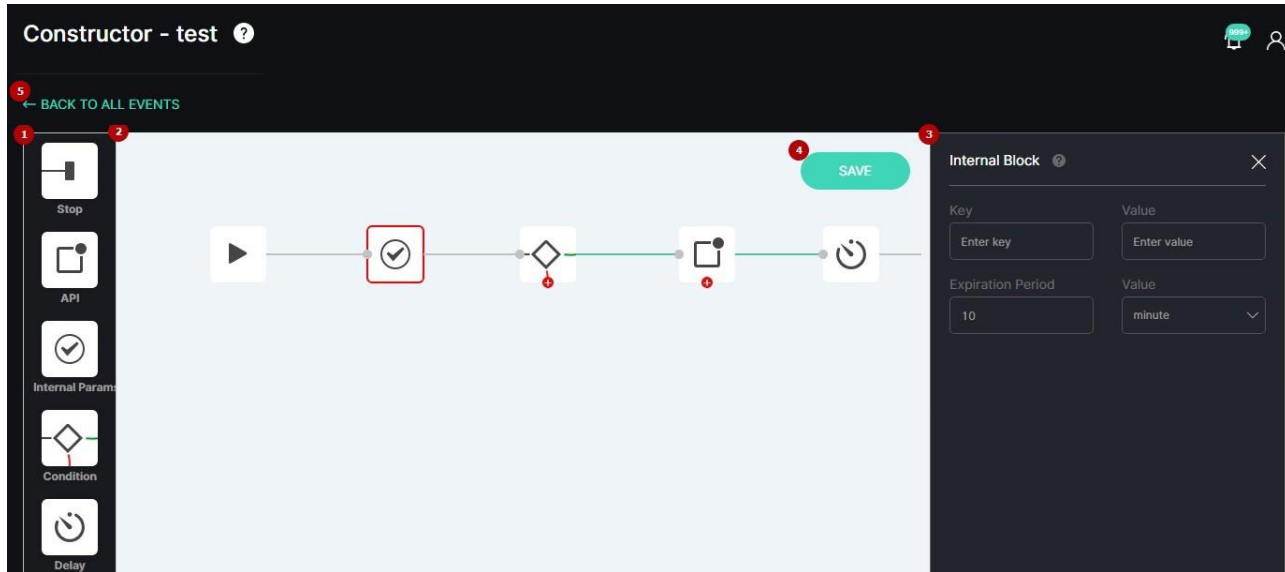 Constructor - test ?
999+
5
← BACK TO ALL EVENTS
1
2
3
4
SAVE
Stop
API
Internal Params
Condition
Delay
Internal Block ?
Key Value
Enter key Enter value
Expiration Period Value
10 minute